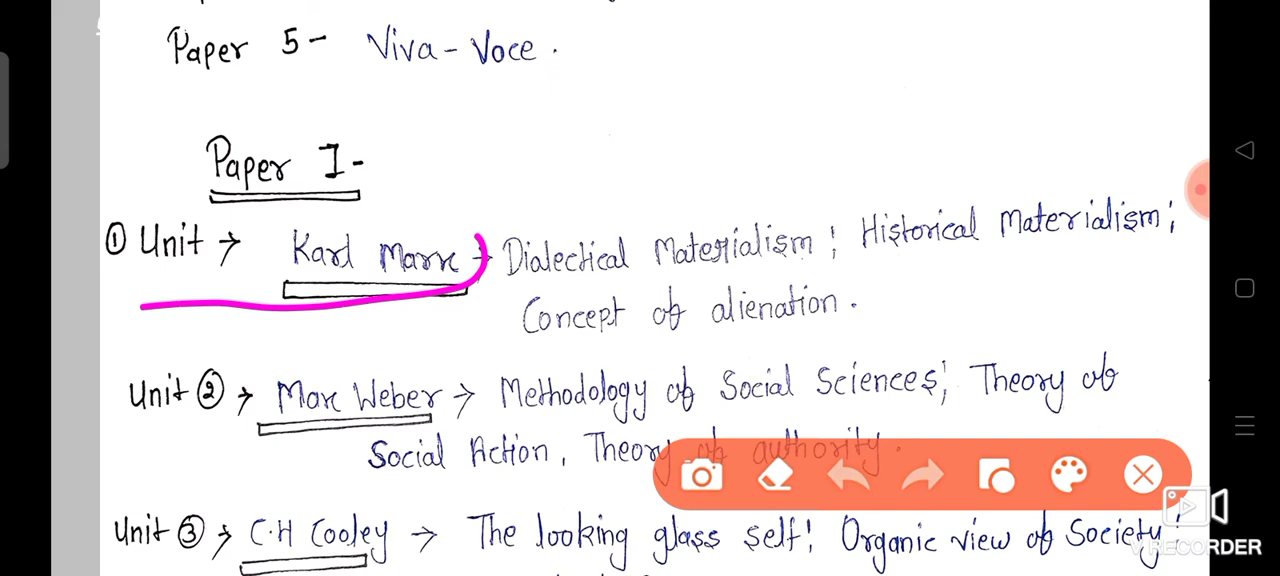 Paper 5 - Viva - Voce .
Paper I -
① Unit → Karl Marx → Dialectical Materialism ; Historical Materialism ;
Concept of alienation .
Unit ② → Max Weber → Methodology of Social Sciences; Theory of
Social Action , Theory of authority .
Unit ③ → C.H Cooley → The looking glass self! Organic view of Society !
RECORDER